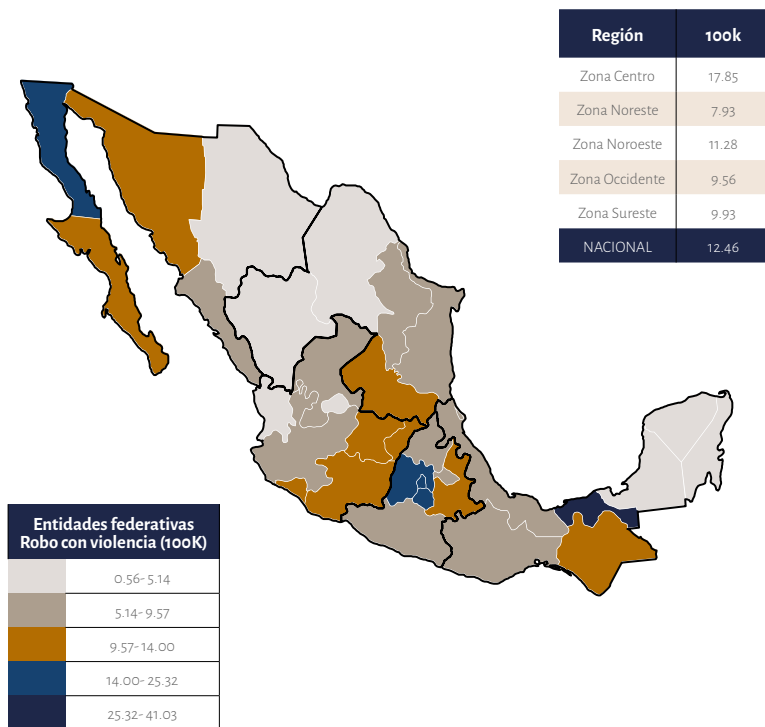 Región 100k
Zona Centro 17.85
Zona Noreste 7.93
Zona Noroeste 11.28
Zona Occidente 9.56
Zona Sureste 9.93
NACIONAL 12.46
Entidades federativas
Robo con violencia (100K)
0.56-5.14
5.14-9.57
9.57-14.00
14.00-25.32
25.32-41.03